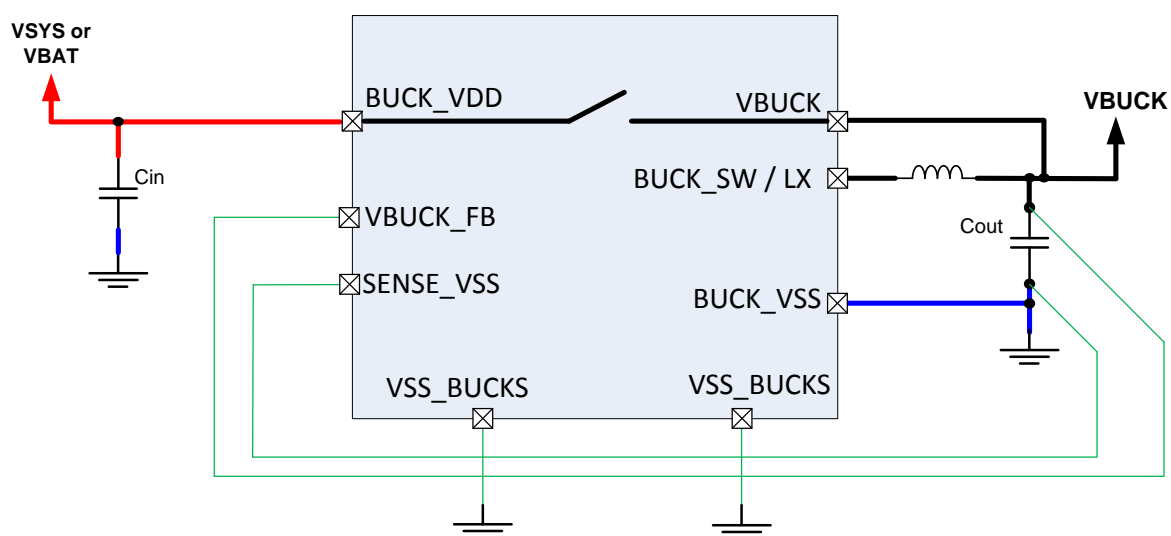 VSYS or
VBAT
BUCK_VDD
VBUCK
VBUCK
BUCK_SW / LX
Cin
VBUCK_FB
Cout
SENSE_VSS
BUCK_VSS
VSS_BUCKS
VSS_BUCKS